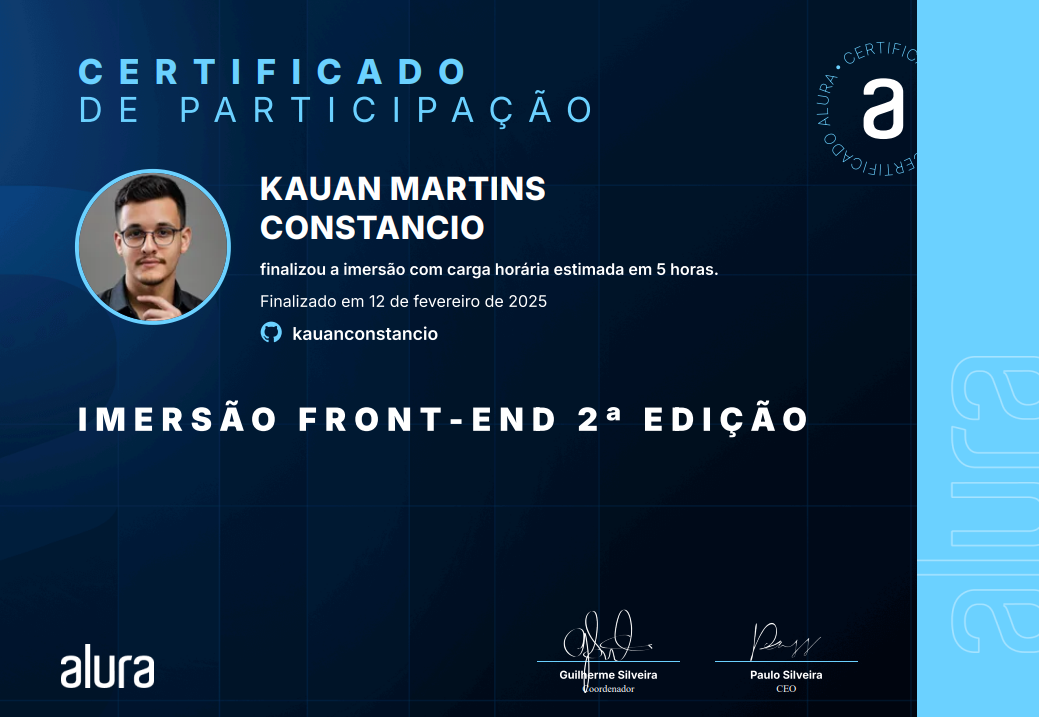 CERTIFICADO
DE PARTICIPAÇÃO
ALURA • CERTIFIC
CERTIFICADO
a
KAUAN MARTINS
CONSTANCIO
finalizou a imersão com carga horária estimada em 5 horas.
Finalizado em 12 de fevereiro de 2025
kauanconstancio
IMERSÃO FRONT-END 2ª EDIÇÃO
alura
alura
Guilherme Silveira
Coordenador
Paulo Silveira
CEO